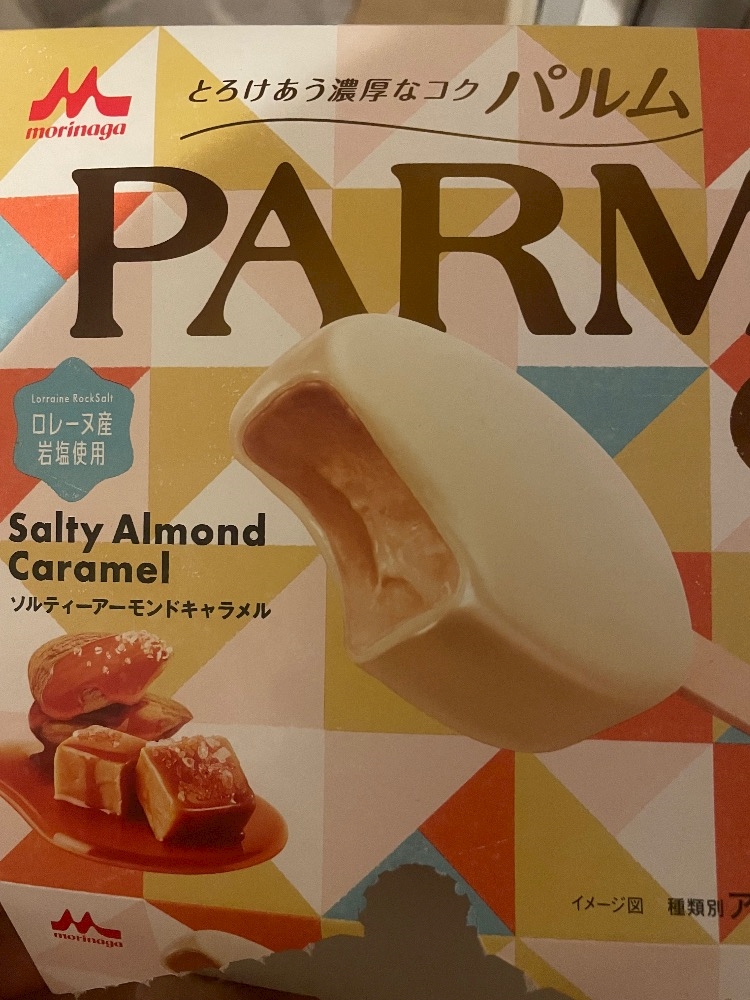 morinaga
とろけあう濃厚なコク パルム
PARM
Lorraine RockSalt
ロレーヌ産
岩塩使用
Salty Almond
Caramel
ソルティーアーモンドキャラメル
イメージ図 種類別
morinaga